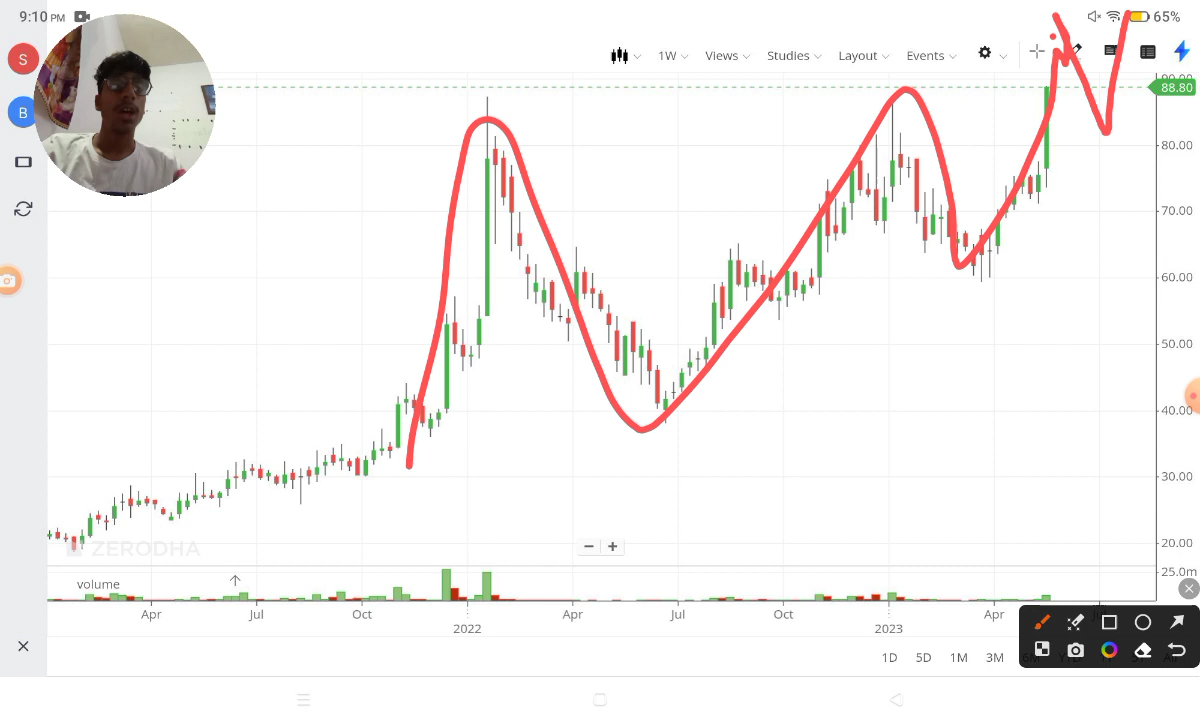 9:10 PM
65%
S
B
1W Views Studies Layout Events
88.80
80.00
70.00
60.00
50.00
40.00
30.00
20.00
ZERODHA
− +
volume
25.0m
Apr Jul Oct Apr Jul Oct Apr
2022 2023
1D 5D 1M 3M